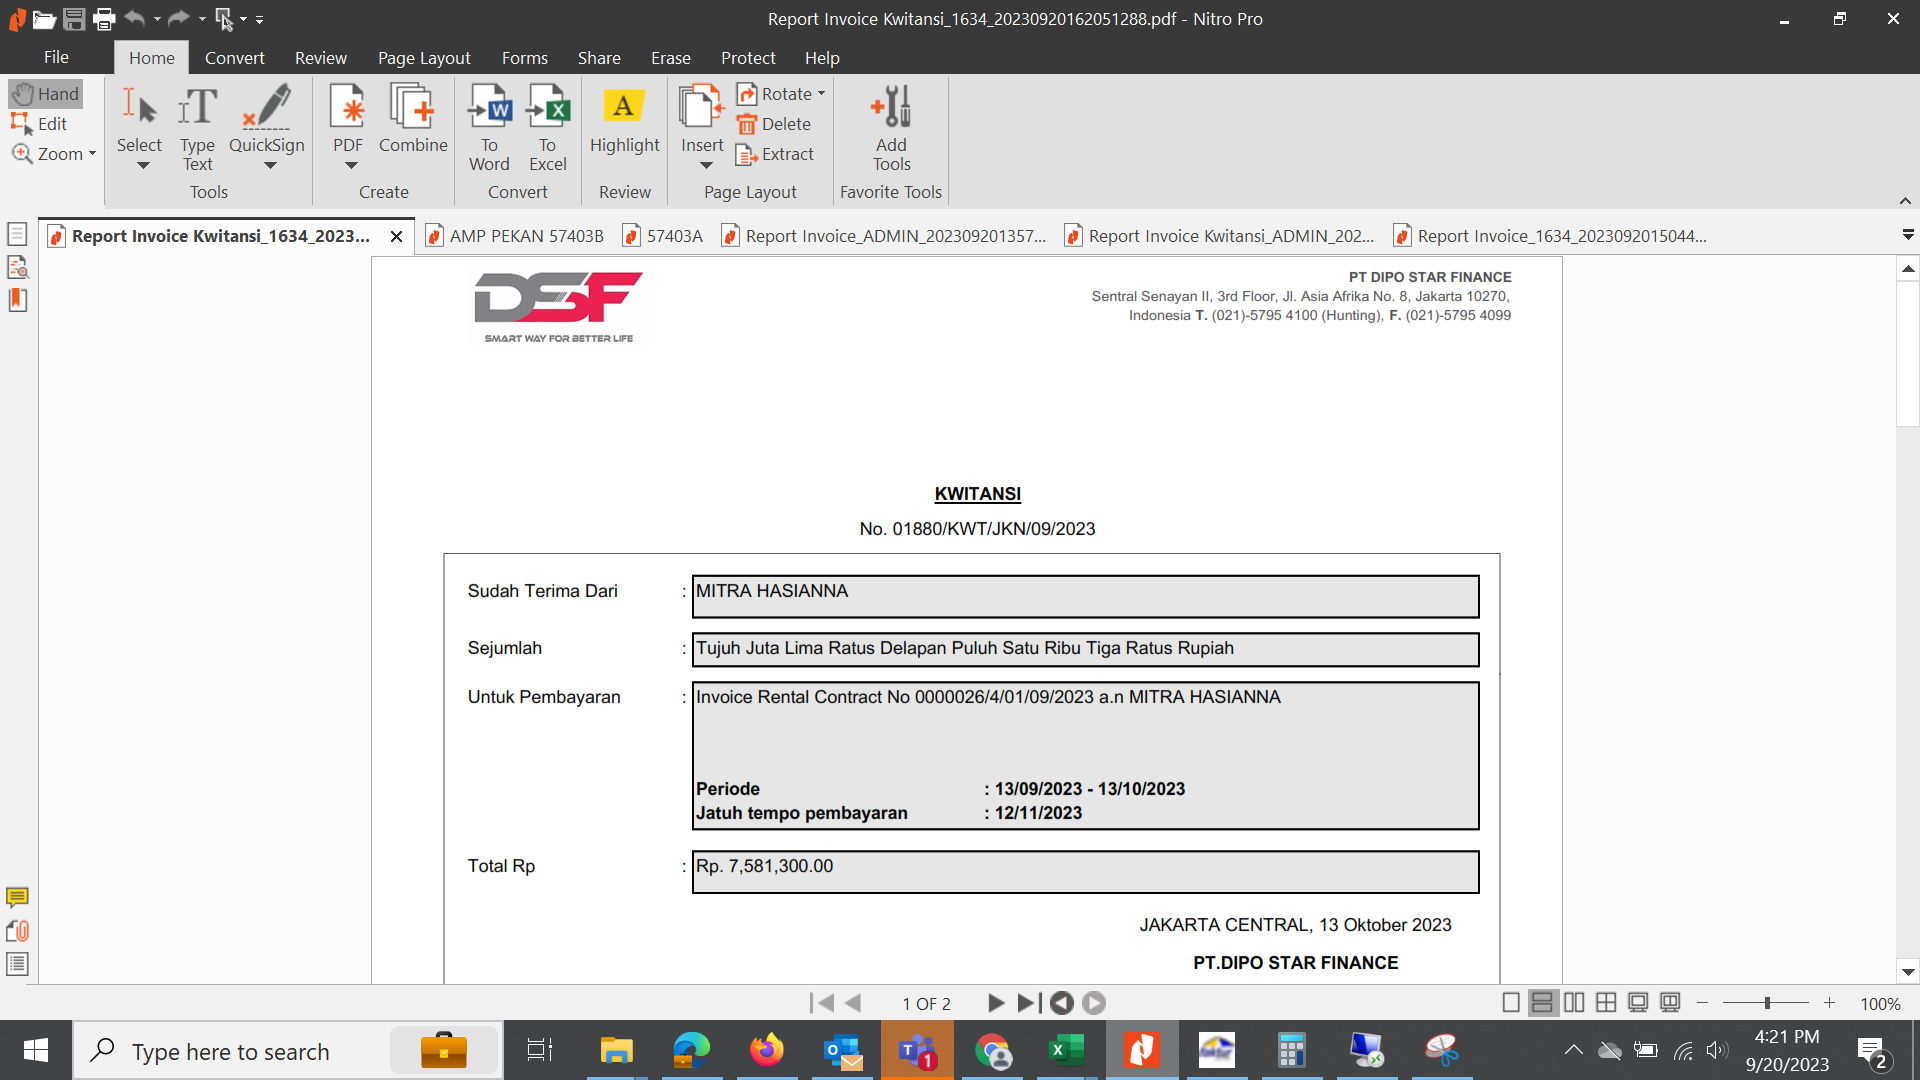 Report Invoice Kwitansi_1634_20230920162051288.pdf - Nitro Pro
File
Home
Convert
Review
Page Layout
Forms
Share
Erase
Protect
Help
Hand
Edit
Zoom
Select
Type Text
QuickSign
Tools
PDF
Combine
Create
W
To Word
X
To Excel
Convert
A
Highlight
Review
Insert
Rotate
Delete
Extract
Page Layout
Add Tools
Favorite Tools
Report Invoice Kwitansi_1634_2023...
AMP PEKAN 57403B
57403A
Report Invoice_ADMIN_202309201357...
Report Invoice Kwitansi_ADMIN_202...
Report Invoice_1634_2023092015044...
DSF
SMART WAY FOR BETTER LIFE
PT DIPO STAR FINANCE
Sentral Senayan II, 3rd Floor, Jl. Asia Afrika No. 8, Jakarta 10270,
Indonesia T. (021)-5795 4100 (Hunting), F. (021)-5795 4099
KWITANSI
No. 01880/KWT/JKN/09/2023
Sudah Terima Dari : MITRA HASIANNA
Sejumlah : Tujuh Juta Lima Ratus Delapan Puluh Satu Ribu Tiga Ratus Rupiah
Untuk Pembayaran : Invoice Rental Contract No 0000026/4/01/09/2023 a.n MITRA HASIANNA
Periode : 13/09/2023 - 13/10/2023
Jatuh tempo pembayaran : 12/11/2023
Total Rp : Rp. 7,581,300.00
JAKARTA CENTRAL, 13 Oktober 2023
PT.DIPO STAR FINANCE
1 OF 2
100%
Type here to search
1
4:21 PM
9/20/2023
2